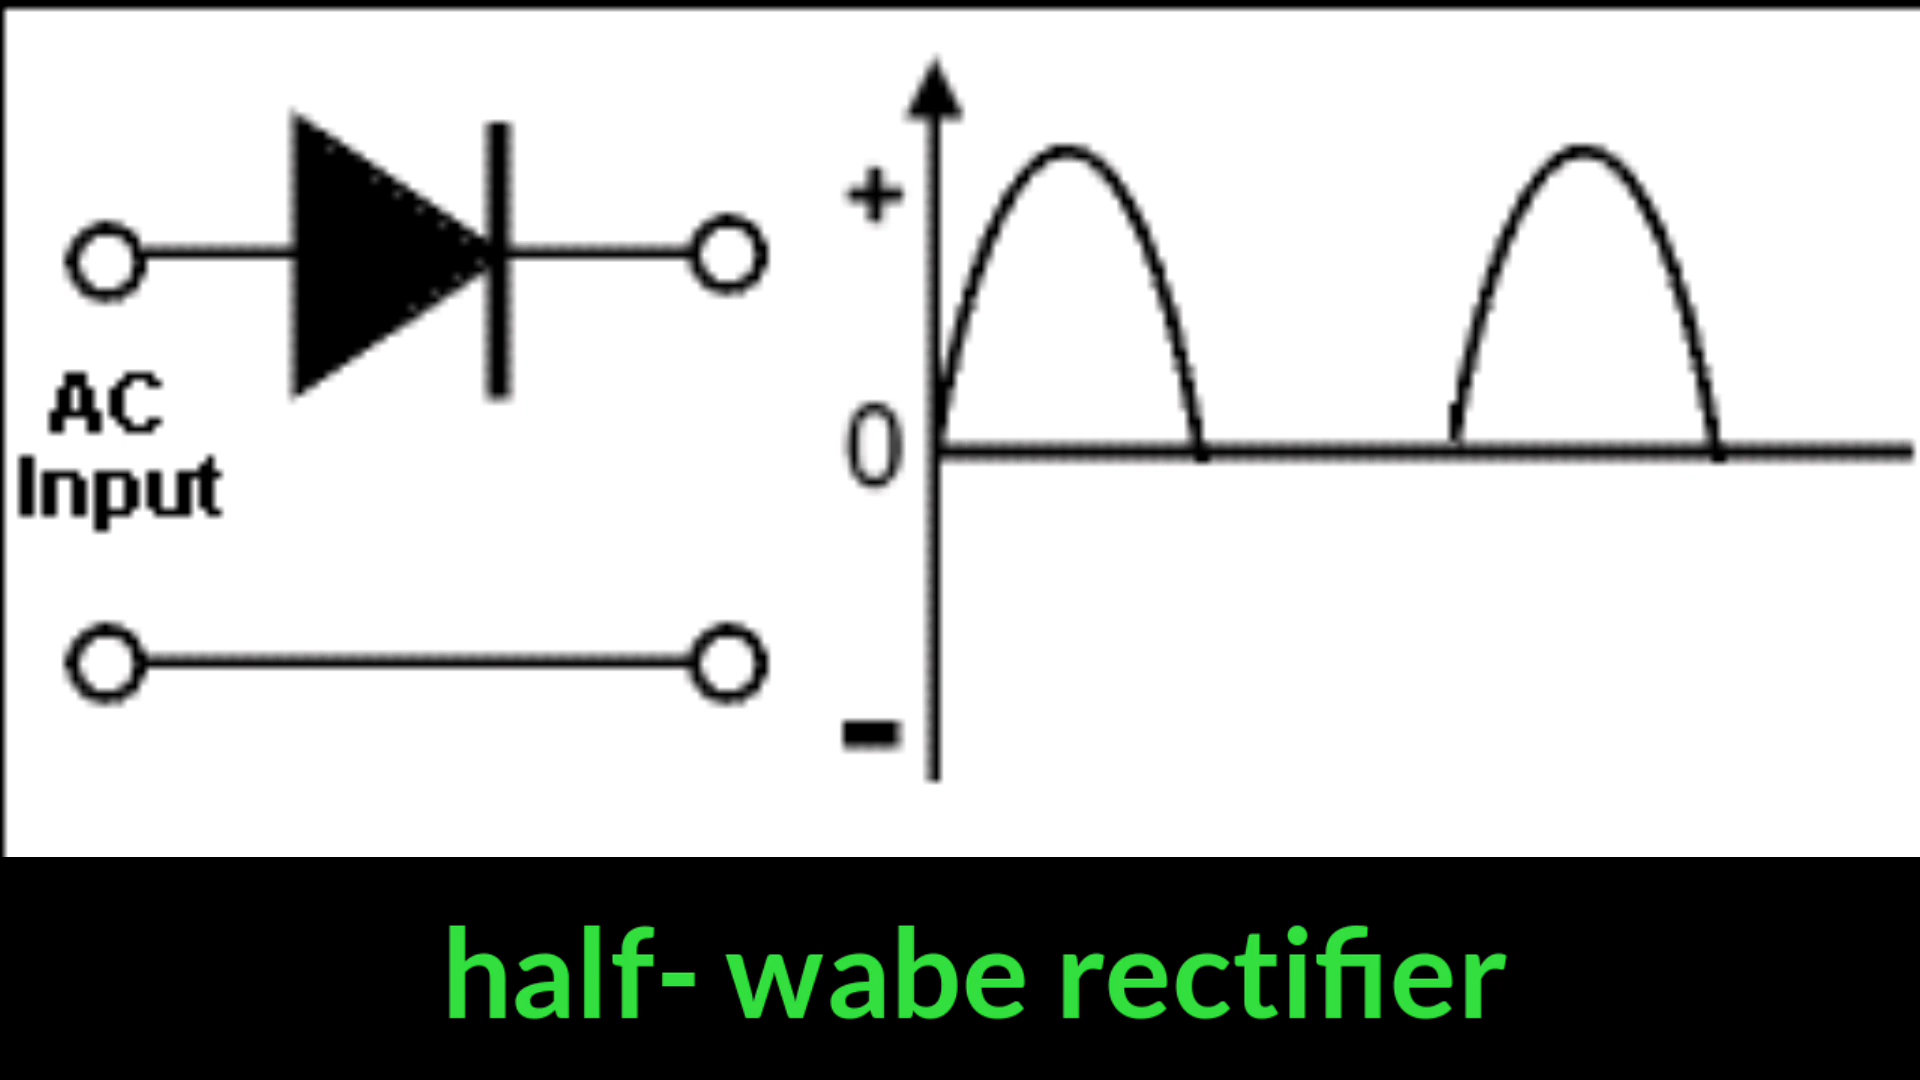 AC
Input
+
0
-
half- wabe rectifier